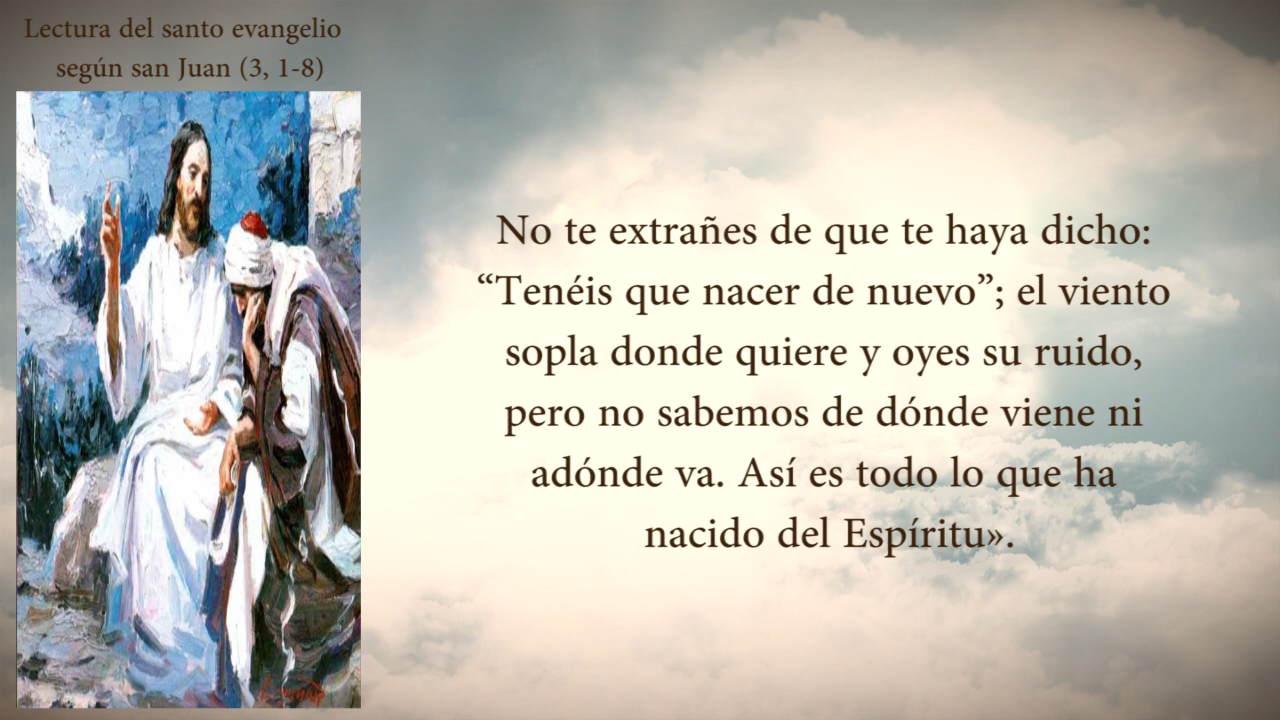 Lectura del santo evangelio
según san Juan (3, 1-8)
No te extrañes de que te haya dicho:
“Tenéis que nacer de nuevo”; el viento
sopla donde quiere y oyes su ruido,
pero no sabemos de dónde viene ni
adónde va. Así es todo lo que ha
nacido del Espíritu».